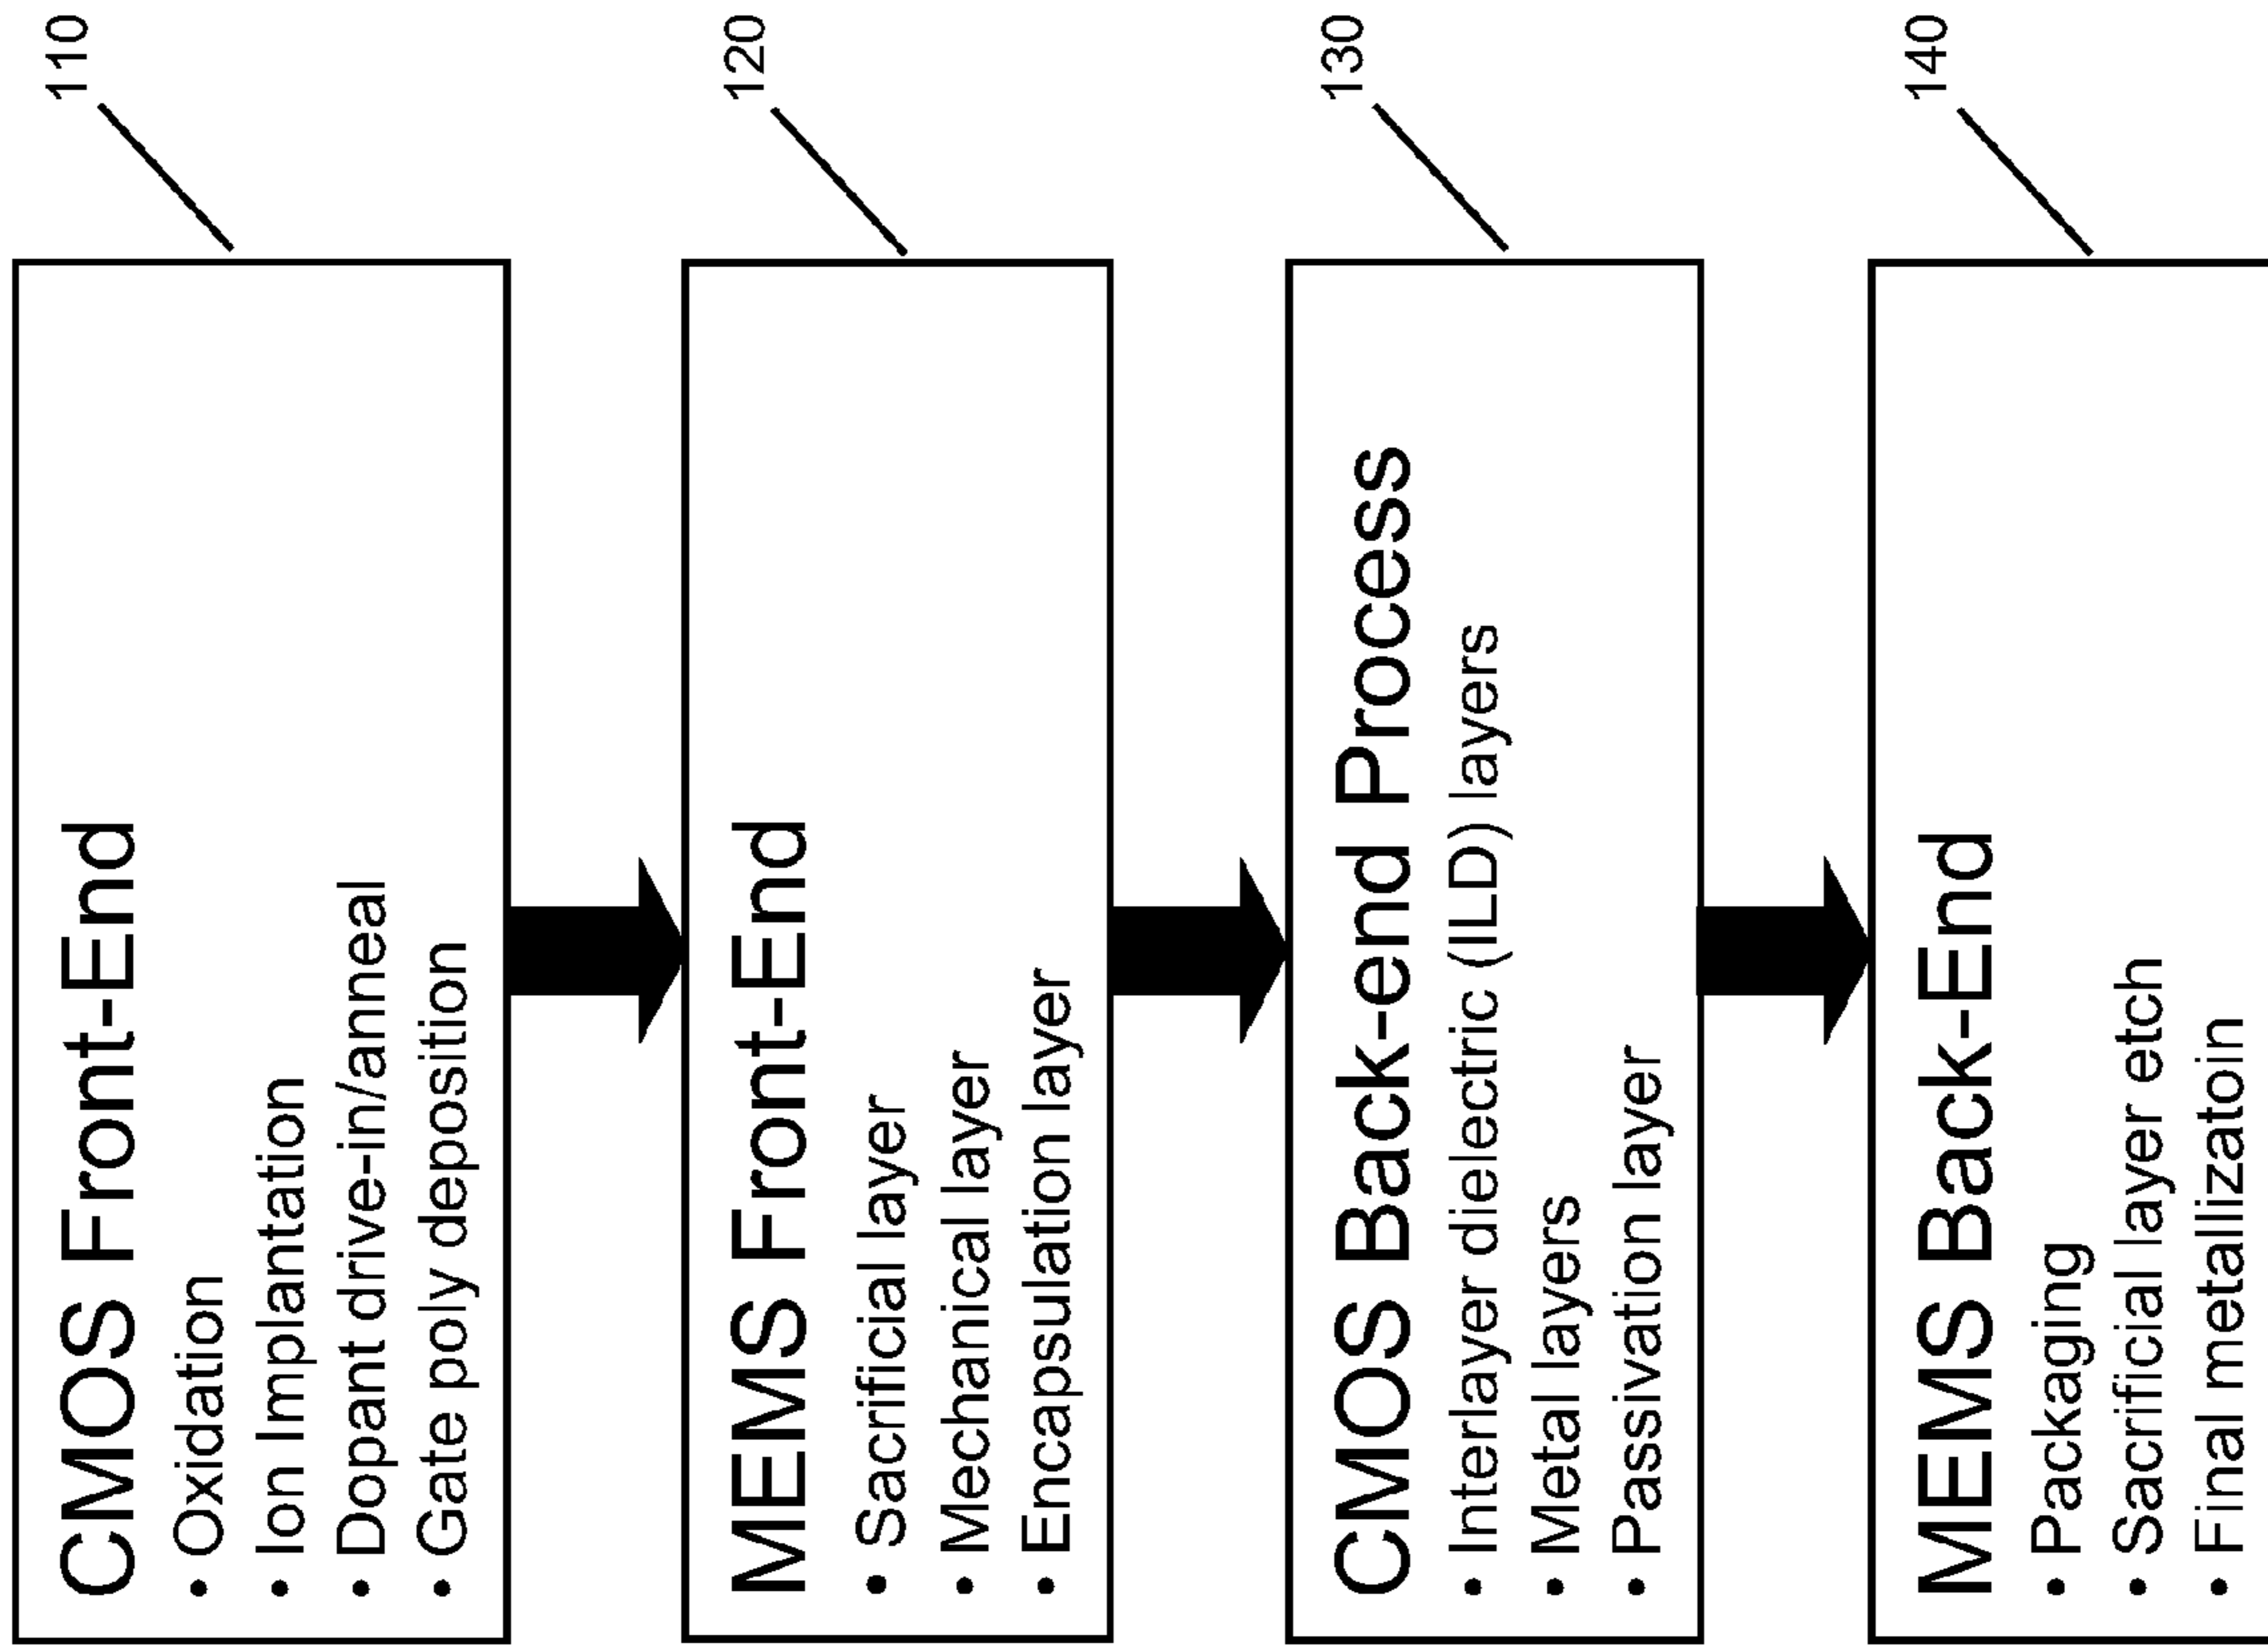 110
CMOS Front-End
• Oxidation
• Ion Implantation
• Dopant drive-in/anneal
• Gate poly deposition
120
MEMS Front-End
• Sacrificial layer
• Mechanical layer
• Encapsulation layer
130
CMOS Back-end Process
• Interlayer dielectric (ILD) layers
• Metal layers
• Passivation layer
140
MEMS Back-End
• Packaging
• Sacrificial layer etch
• Final metallizatoin